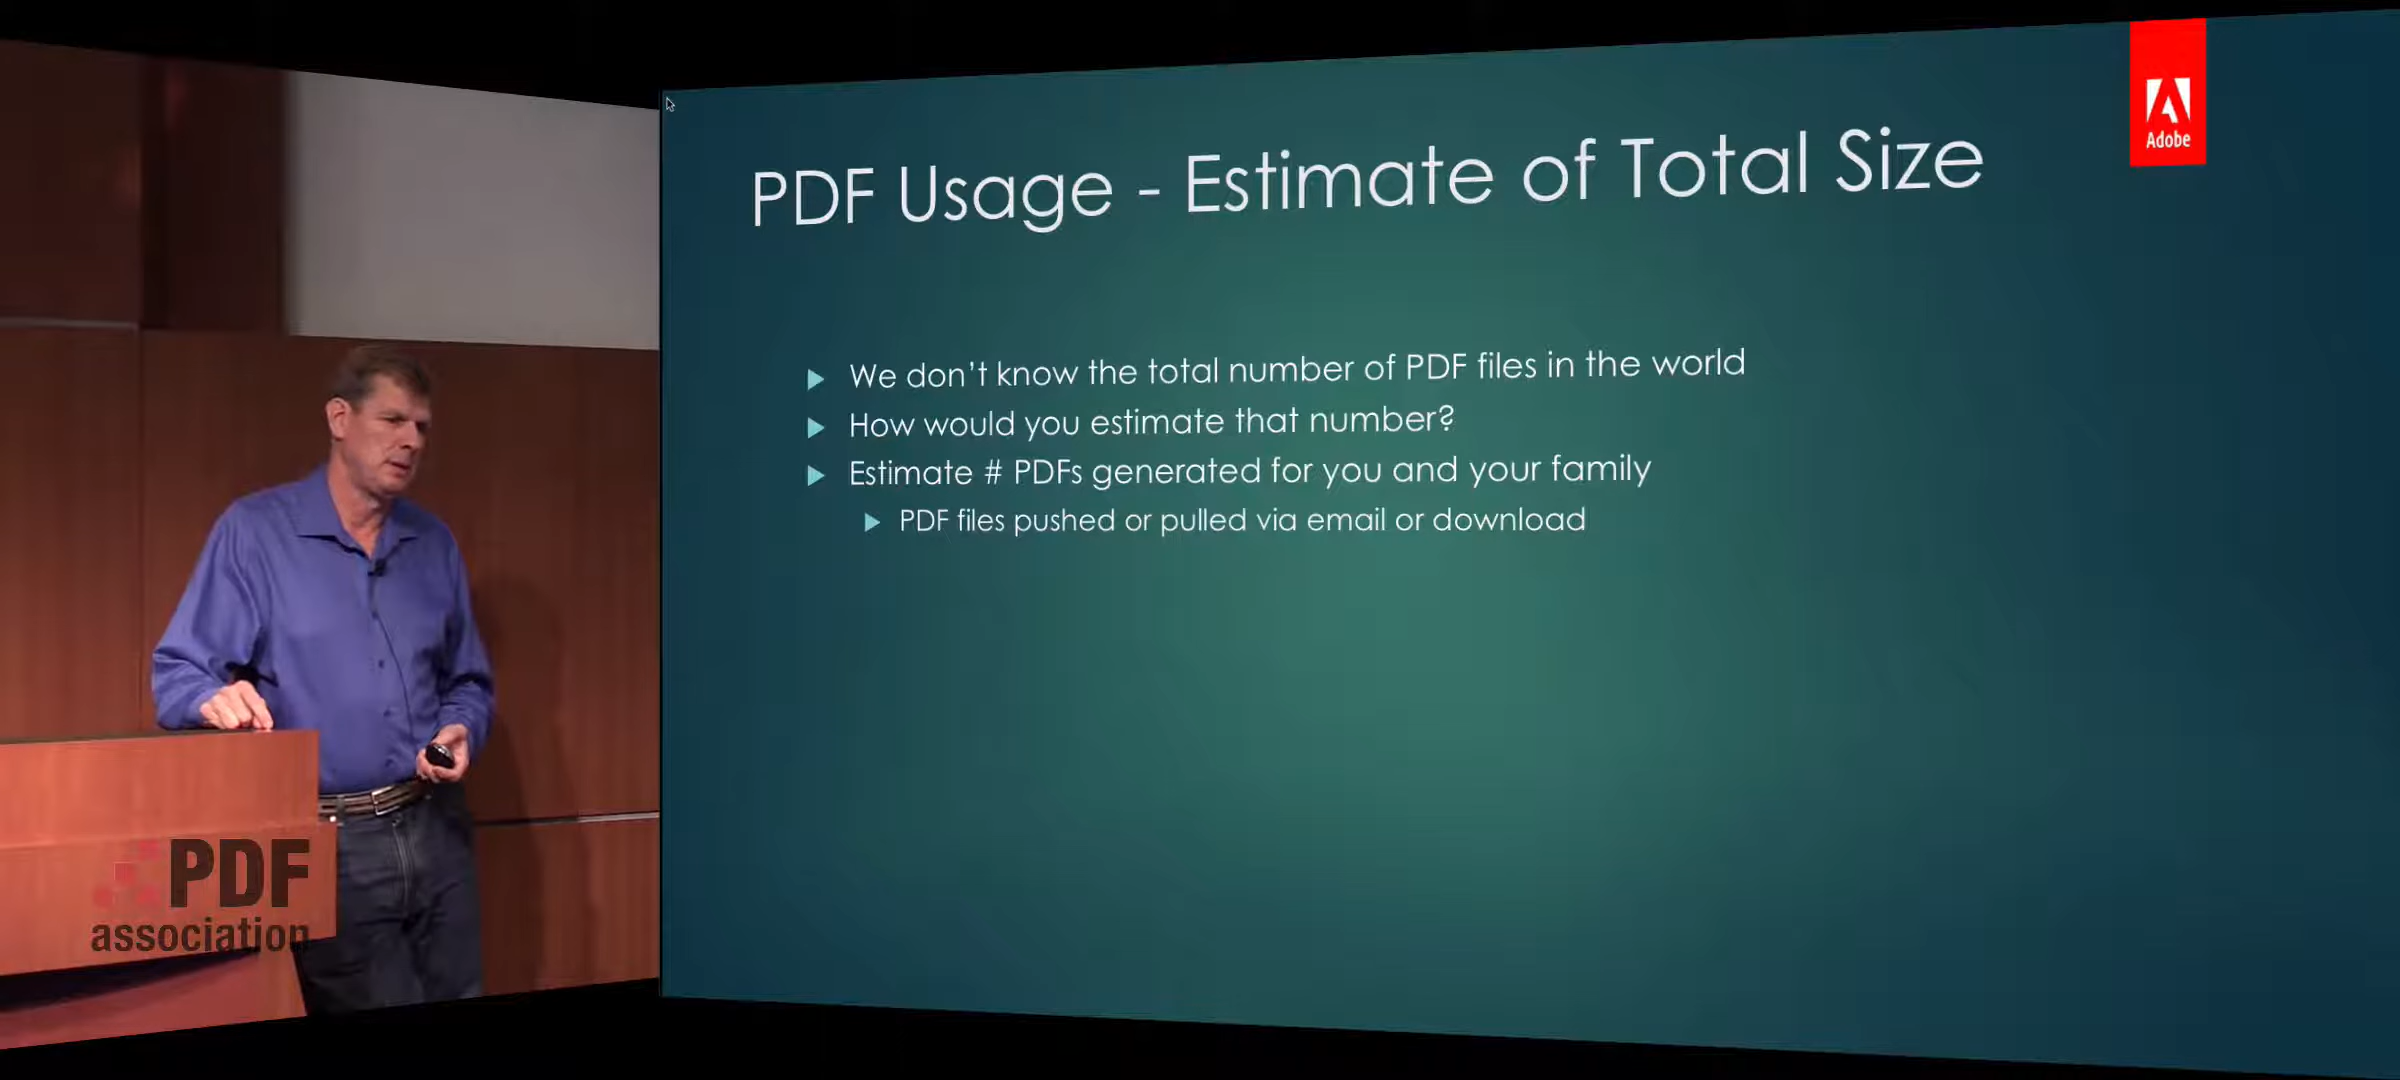 Adobe
PDF Usage - Estimate of Total Size
We don't know the total number of PDF files in the world
How would you estimate that number?
Estimate # PDFs generated for you and your family
PDF files pushed or pulled via email or download
PDF
association